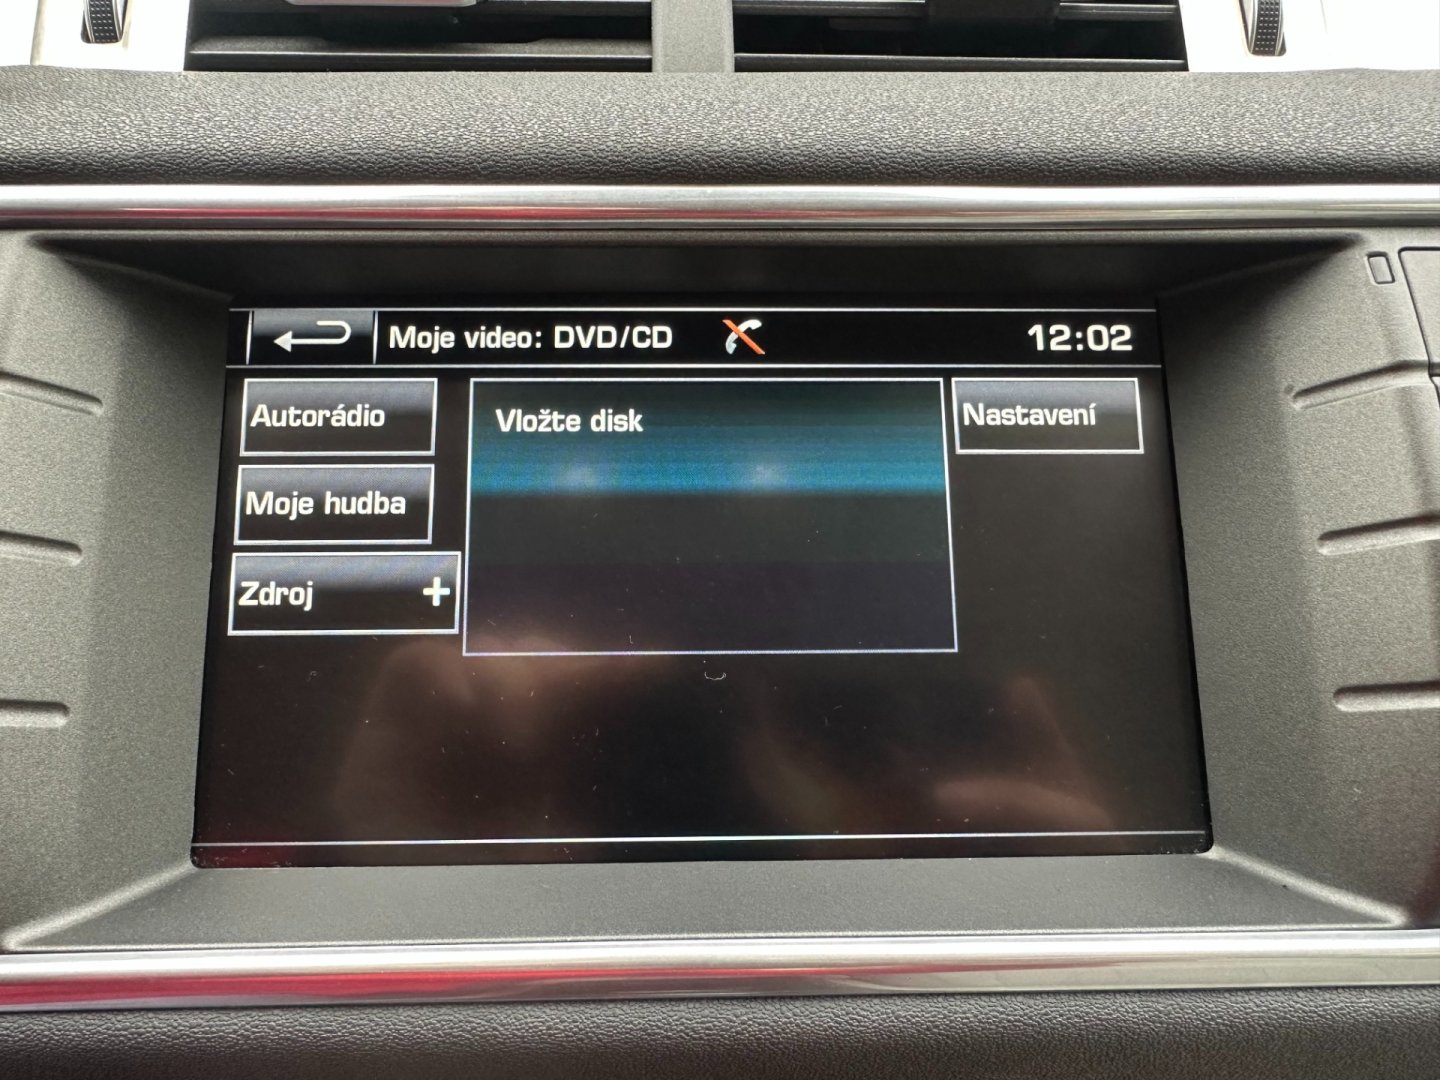 Moje video: DVD/CD
12:02
Autorádio
Vložte disk
Nastavení
Moje hudba
Zdroj +